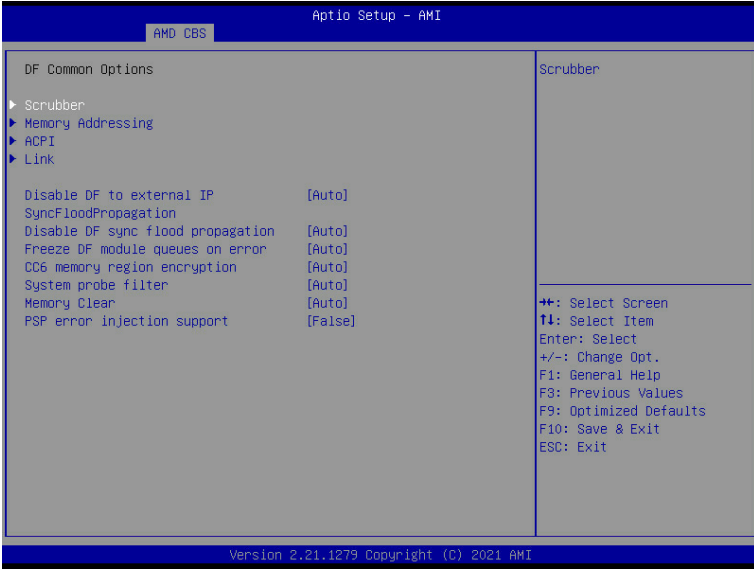 Aptio Setup – AMI
AMD CBS
DF Common Options
Scrubber
Memory Addressing
ACPI
Link
Disable DF to external IP [Auto]
SyncFloodPropagation
Disable DF sync flood propagation [Auto]
Freeze DF module queues on error [Auto]
CC6 memory region encryption [Auto]
System probe filter [Auto]
Memory Clear [Auto]
PSP error injection support [False]
Scrubber
→←: Select Screen
↑↓: Select Item
Enter: Select
+/-: Change Opt.
F1: General Help
F3: Previous Values
F9: Optimized Defaults
F10: Save & Exit
ESC: Exit
Version 2.21.1279 Copyright (C) 2021 AMI